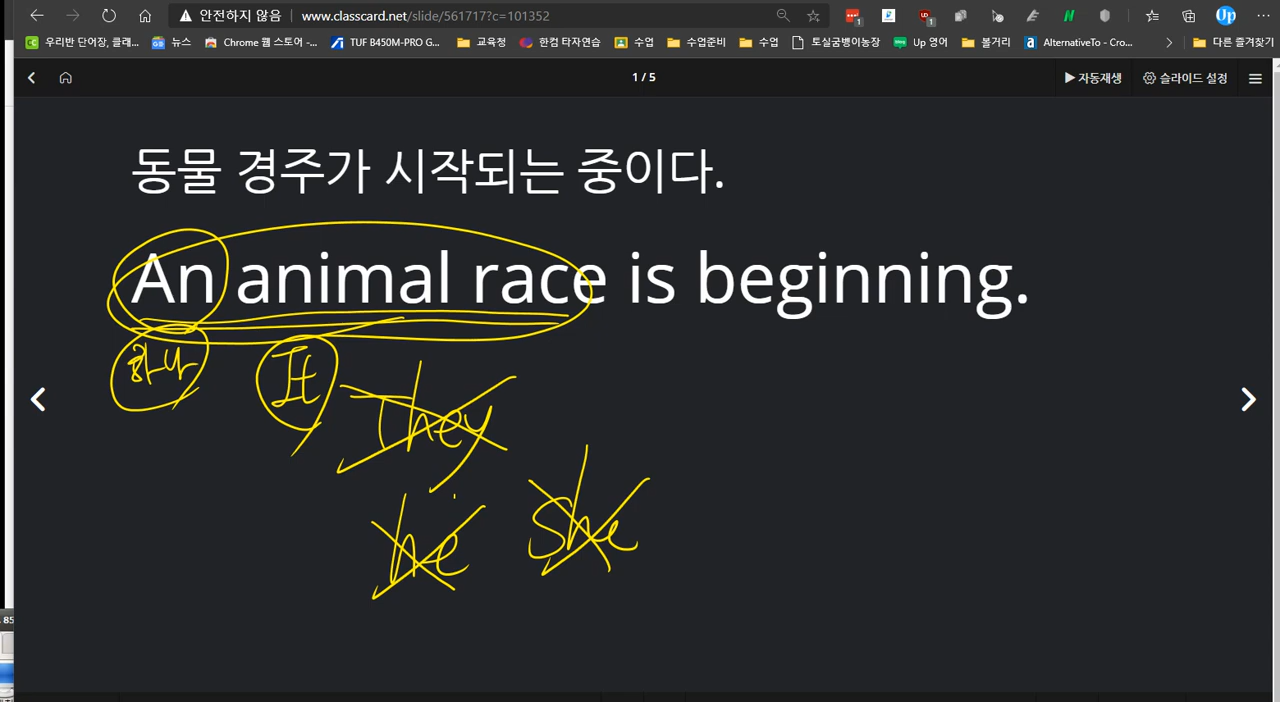 안전하지 않음 | www.classcard.net/slide/561717?c=101352
우리반 단어장, 클래... 뉴스 Chrome 웹 스토어 -... TUF B450M-PRO G... 교육청 한컴 타자연습 수업 수업준비 수업 토실굼벵이농장 Up 영어 볼거리 AlternativeTo - Cro... 다른 즐겨찾기
1 / 5 자동재생 슬라이드 설정
동물 경주가 시작되는 중이다.
An animal race is beginning.
하나 It They
he She
85